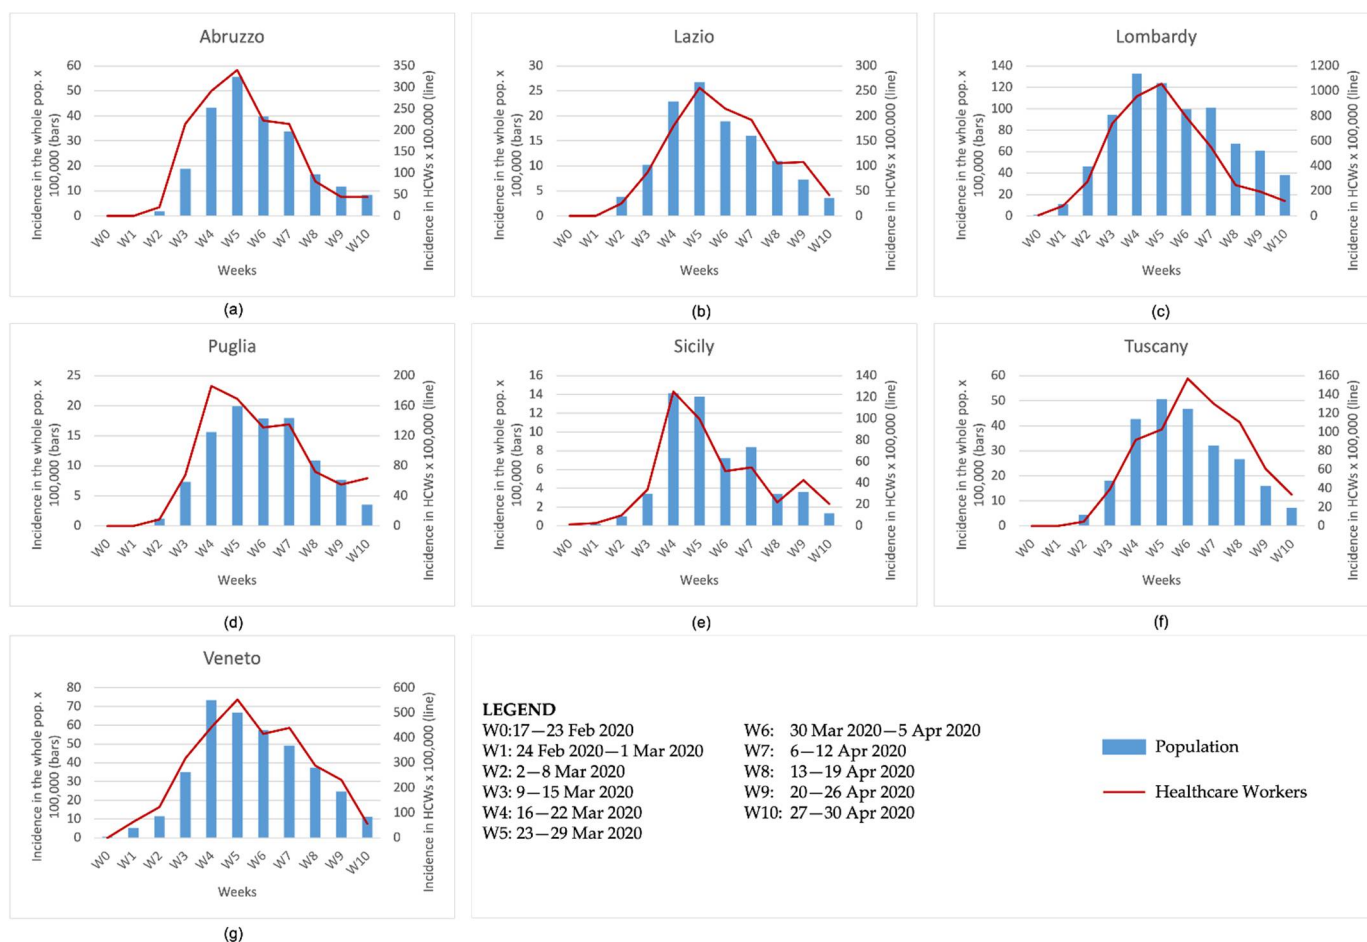 Abruzzo
Incidence in the whole pop. x
100,000 (bars)
60
50
40
30
20
10
0
350
300
250
200
150
100
50
0
Incidence in HCWs x 100,000 (line)
W0 W1 W2 W3 W4 W5 W6 W7 W8 W9 W10
Weeks
(a)
Lazio
Incidence in the whole pop. x
100,000 (bars)
30
25
20
15
10
5
0
300
250
200
150
100
50
0
Incidence in HCWs x 100,000 (line)
W0 W1 W2 W3 W4 W5 W6 W7 W8 W9 W10
Weeks
(b)
Lombardy
Incidence in the whole pop. x
100,000 (bars)
140
120
100
80
60
40
20
0
1200
1000
800
600
400
200
0
Incidence in HCWs x 100,000 (line)
W0 W1 W2 W3 W4 W5 W6 W7 W8 W9 W10
Weeks
(c)
Puglia
Incidence in the whole pop. x
100,000 (bars)
25
20
15
10
5
0
200
160
120
80
40
0
Incidence in HCWs x 100,000 (line)
W0 W1 W2 W3 W4 W5 W6 W7 W8 W9 W10
Weeks
(d)
Sicily
Incidence in the whole pop. x
100,000 (bars)
16
14
12
10
8
6
4
2
0
140
120
100
80
60
40
20
0
Incidence in HCWs x 100,000 (line)
W0 W1 W2 W3 W4 W5 W6 W7 W8 W9 W10
Weeks
(e)
Tuscany
Incidence in the whole pop. x
100,000 (bars)
60
50
40
30
20
10
0
160
140
120
100
80
60
40
20
0
Incidence in HCWs x 100,000 (line)
W0 W1 W2 W3 W4 W5 W6 W7 W8 W9 W10
Weeks
(f)
Veneto
Incidence in the whole pop. x
100,000 (bars)
80
70
60
50
40
30
20
10
0
600
500
400
300
200
100
0
Incidence in HCWs x 100,000 (line)
W0 W1 W2 W3 W4 W5 W6 W7 W8 W9 W10
Weeks
(g)
LEGEND
W0:17—23 Feb 2020
W1: 24 Feb 2020—1 Mar 2020
W2: 2—8 Mar 2020
W3: 9—15 Mar 2020
W4: 16—22 Mar 2020
W5: 23—29 Mar 2020
W6: 30 Mar 2020—5 Apr 2020
W7: 6—12 Apr 2020
W8: 13—19 Apr 2020
W9: 20—26 Apr 2020
W10: 27—30 Apr 2020
Population
Healthcare Workers